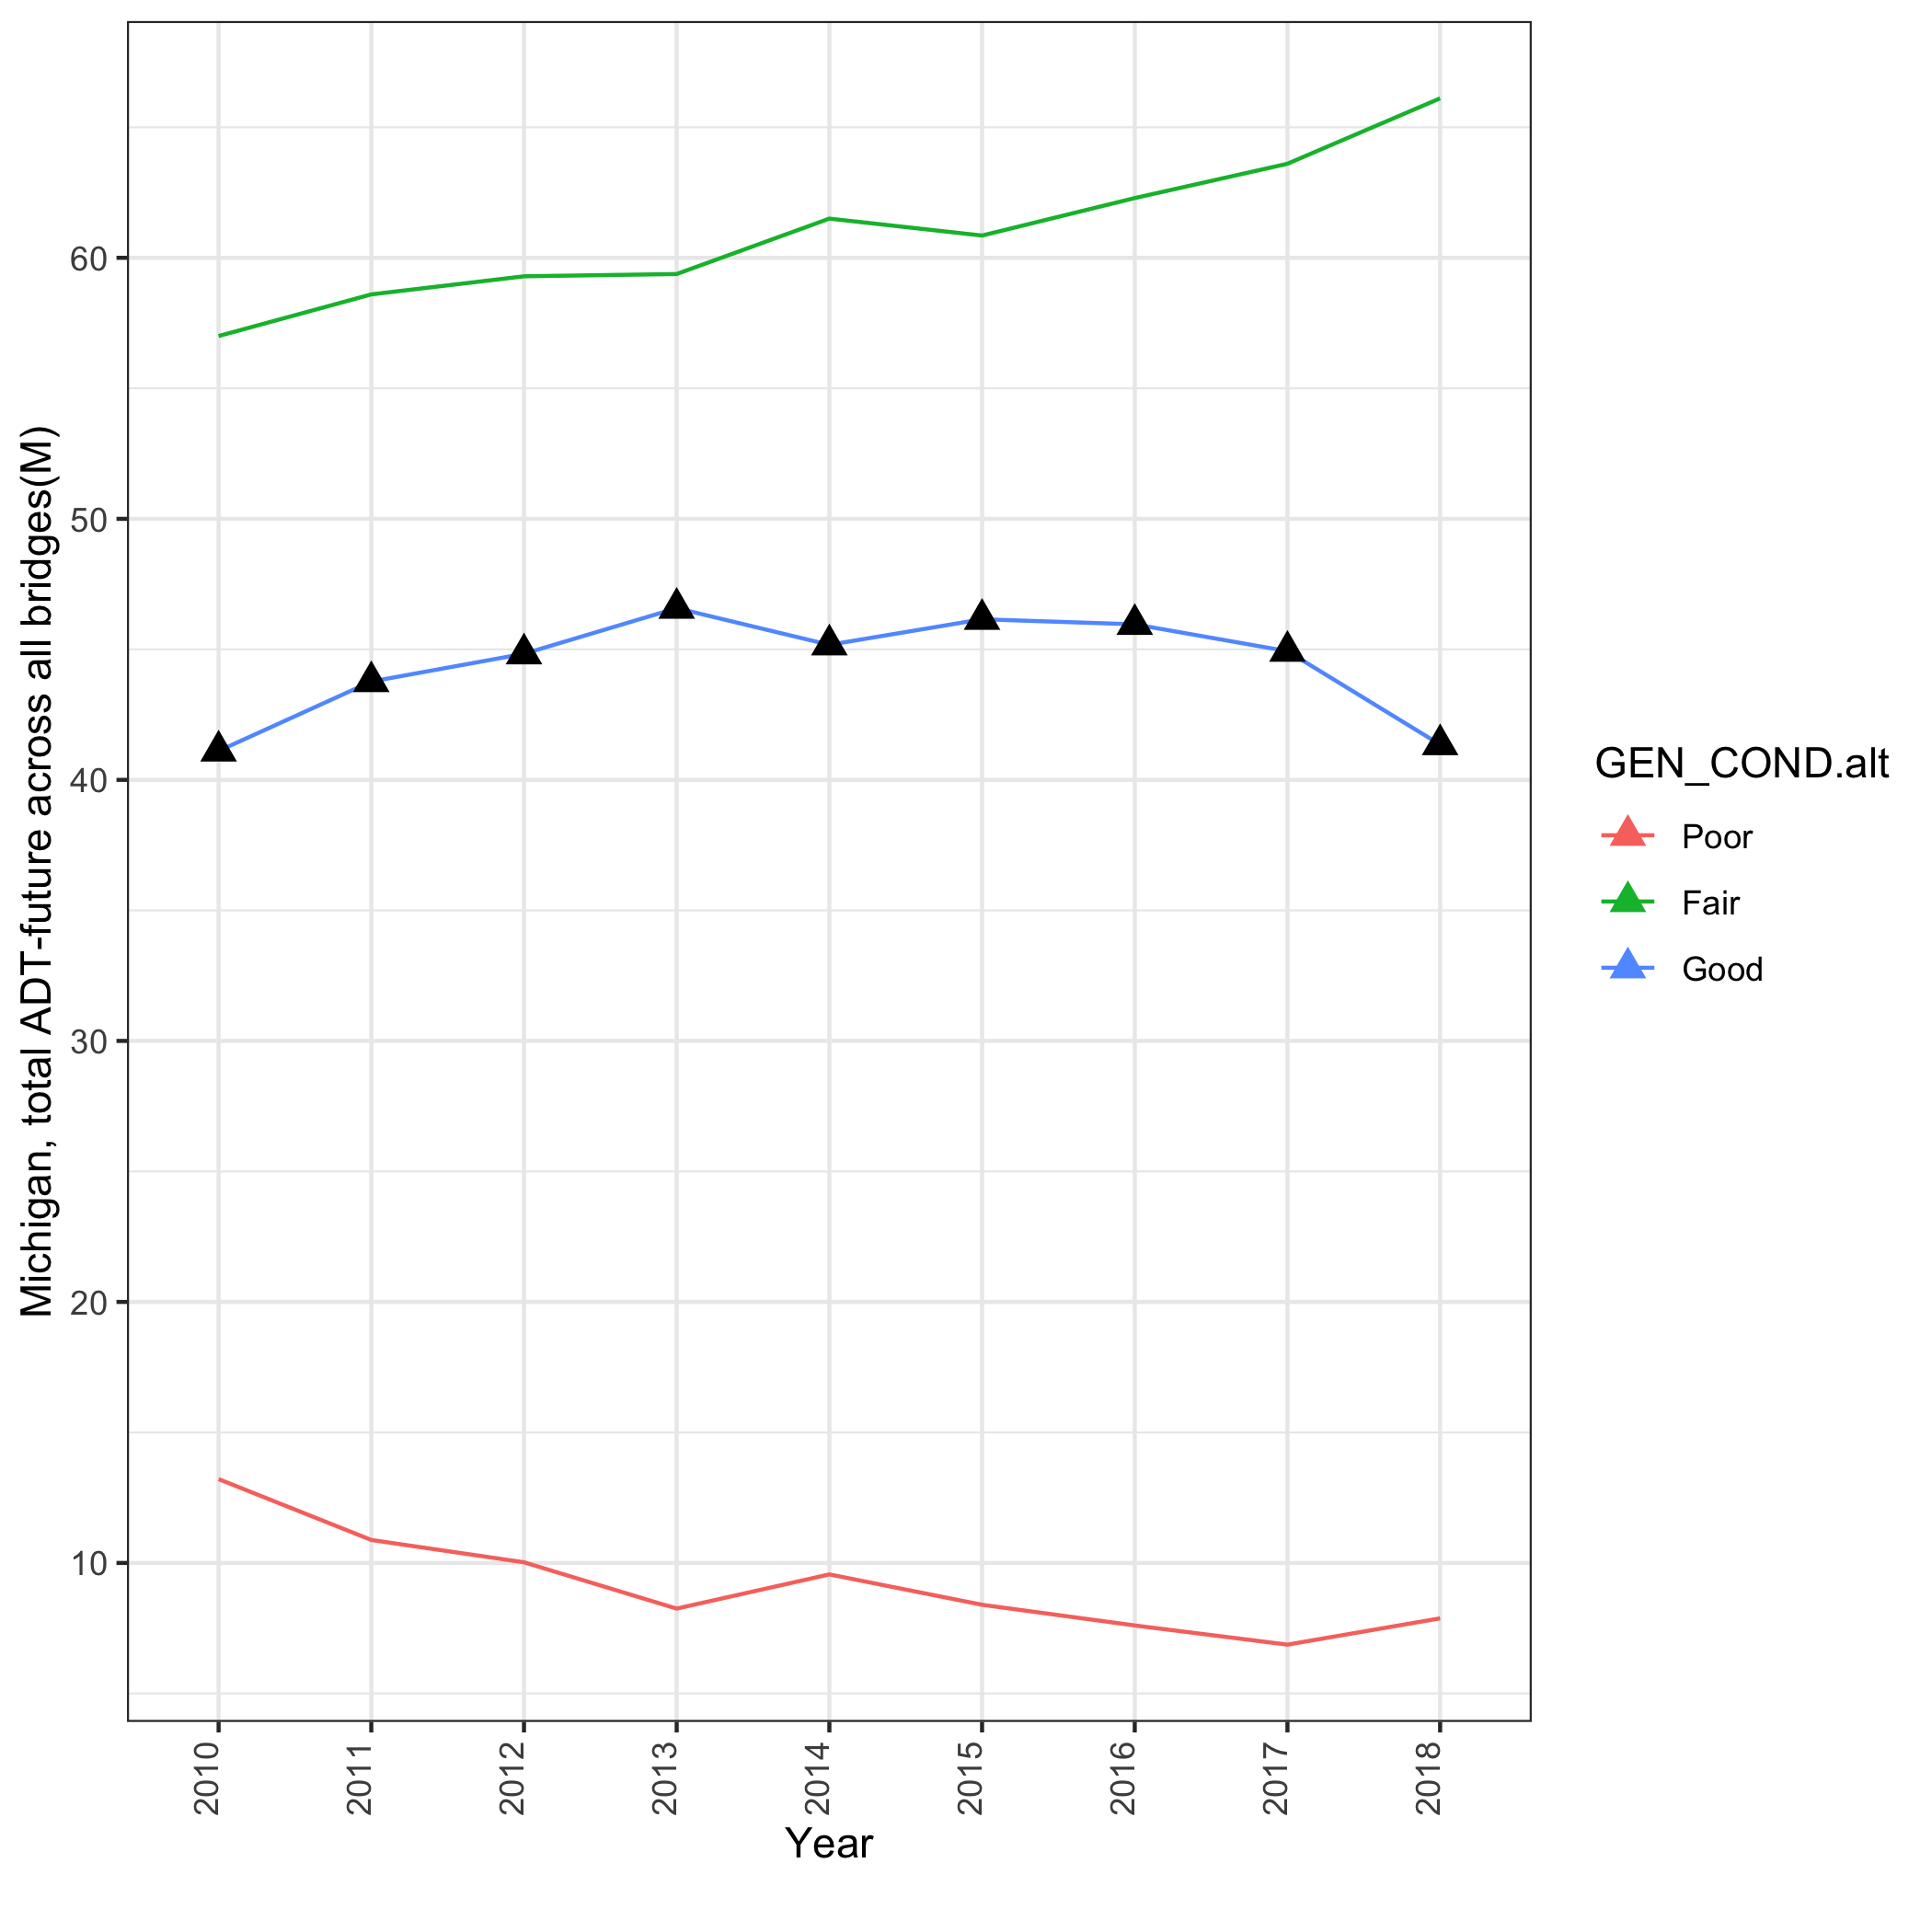 Michigan, total ADT-future across all bridges(M)
60
50
40
30
20
10
2010
2011
2012
2013
2014
2015
2016
2017
2018
Year
GEN_COND.alt
Poor
Fair
Good